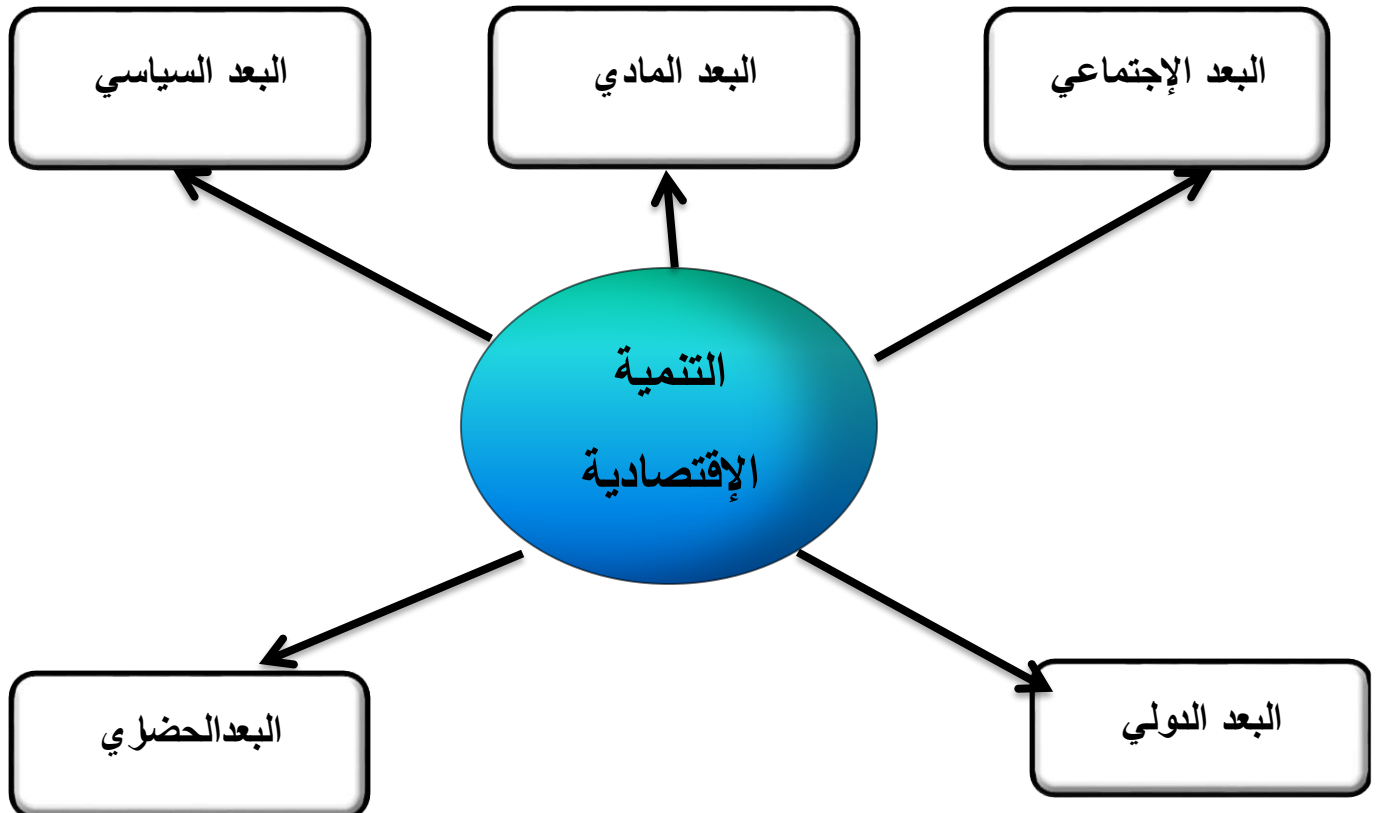 البعد الإجتماعي
البعد المادي
البعد السياسي
التنمية
الإقتصادية
البعد الدولي
البعدالحضاري